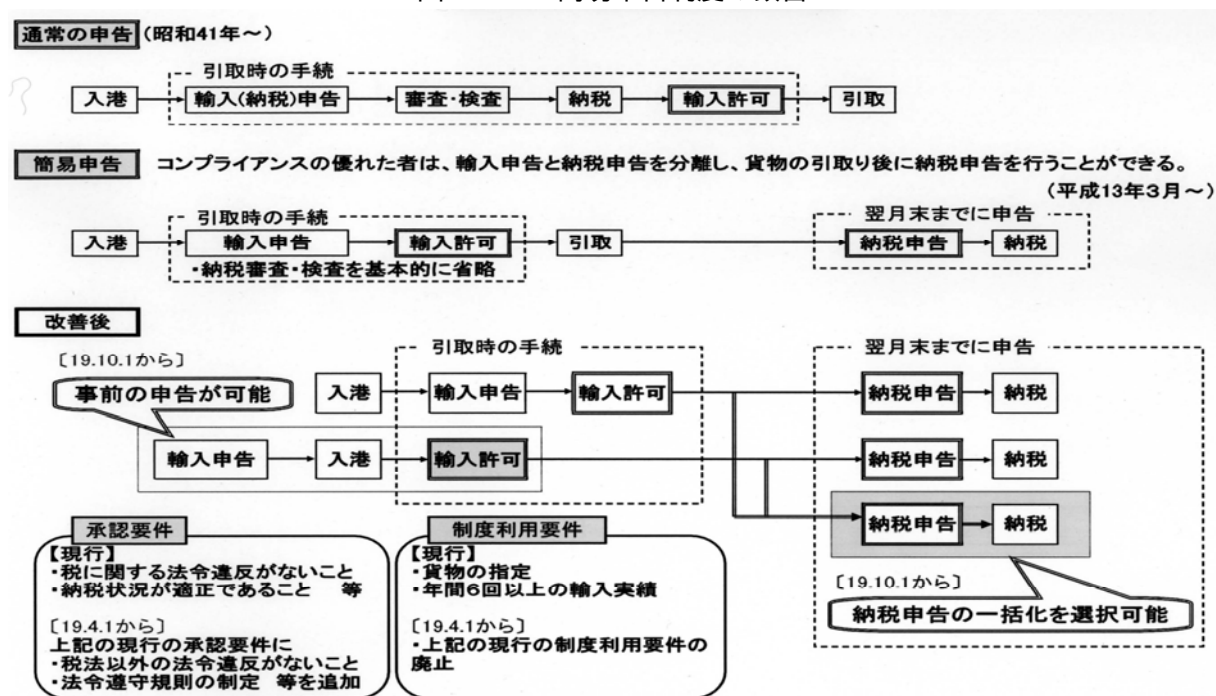 通常の申告(昭和41年～)
引取時の手続
入港 輸入(納税)申告 審査・検査 納税 輸入許可 引取
簡易申告 コンプライアンスの優れた者は、輸入申告と納税申告を分離し、貨物の引取り後に納税申告を行うことができる。
(平成13年3月～)
引取時の手続 翌月末までに申告
入港 輸入申告 輸入許可 引取 納税申告 納税
・納税審査・検査を基本的に省略
改善後
引取時の手続 翌月末までに申告
〔19.10.1から〕
事前の申告が可能
入港 輸入申告 輸入許可 納税申告 納税
輸入申告 入港 輸入許可 納税申告 納税
納税申告 納税
〔19.10.1から〕
納税申告の一括化を選択可能
承認要件
【現行】
・税に関する法令違反がないこと
・納税状況が適正であること 等
〔19.4.1から〕
上記の現行の承認要件に
・税法以外の法令違反がないこと
・法令遵守規則の制定 等を追加
制度利用要件
【現行】
・貨物の指定
・年間6回以上の輸入実績
〔19.4.1から〕
・上記の現行の制度利用要件の
廃止